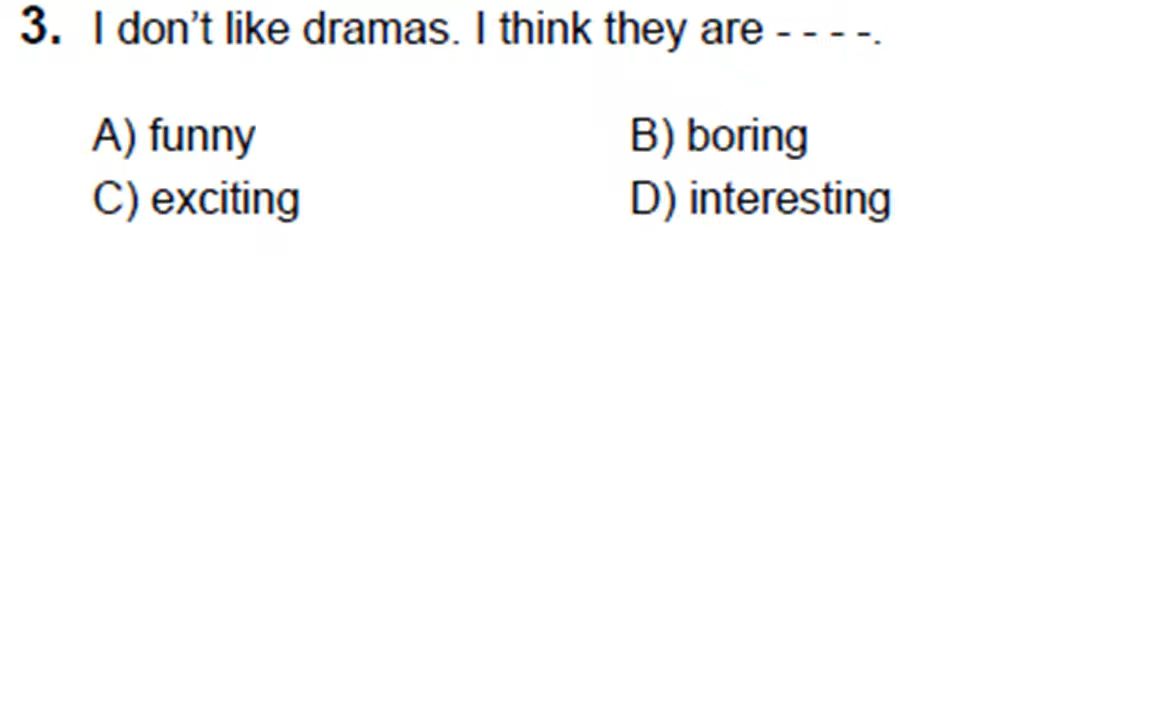 3. I don’t like dramas. I think they are - - - -.
A) funny B) boring
C) exciting D) interesting